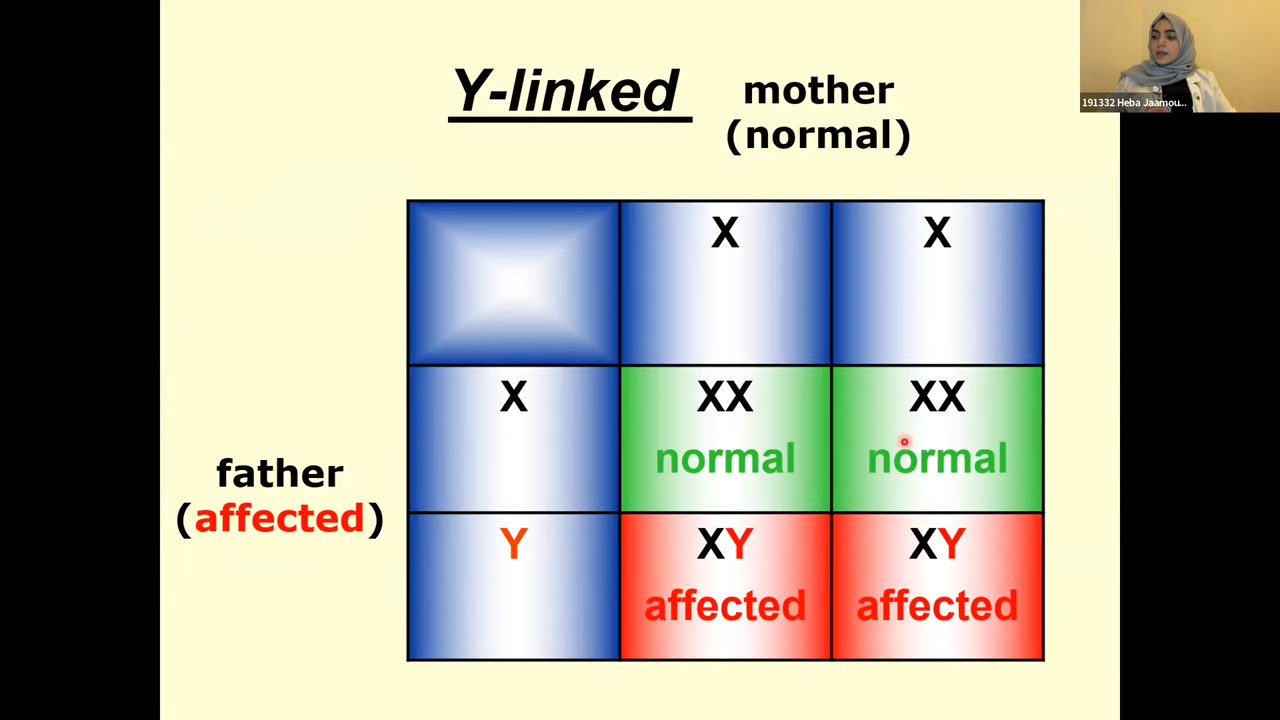 Y-linked
mother
(normal)
191332 Heba Jaamou...
X X
X XX XX
normal normal
father
(affected)
Y XY XY
affected affected